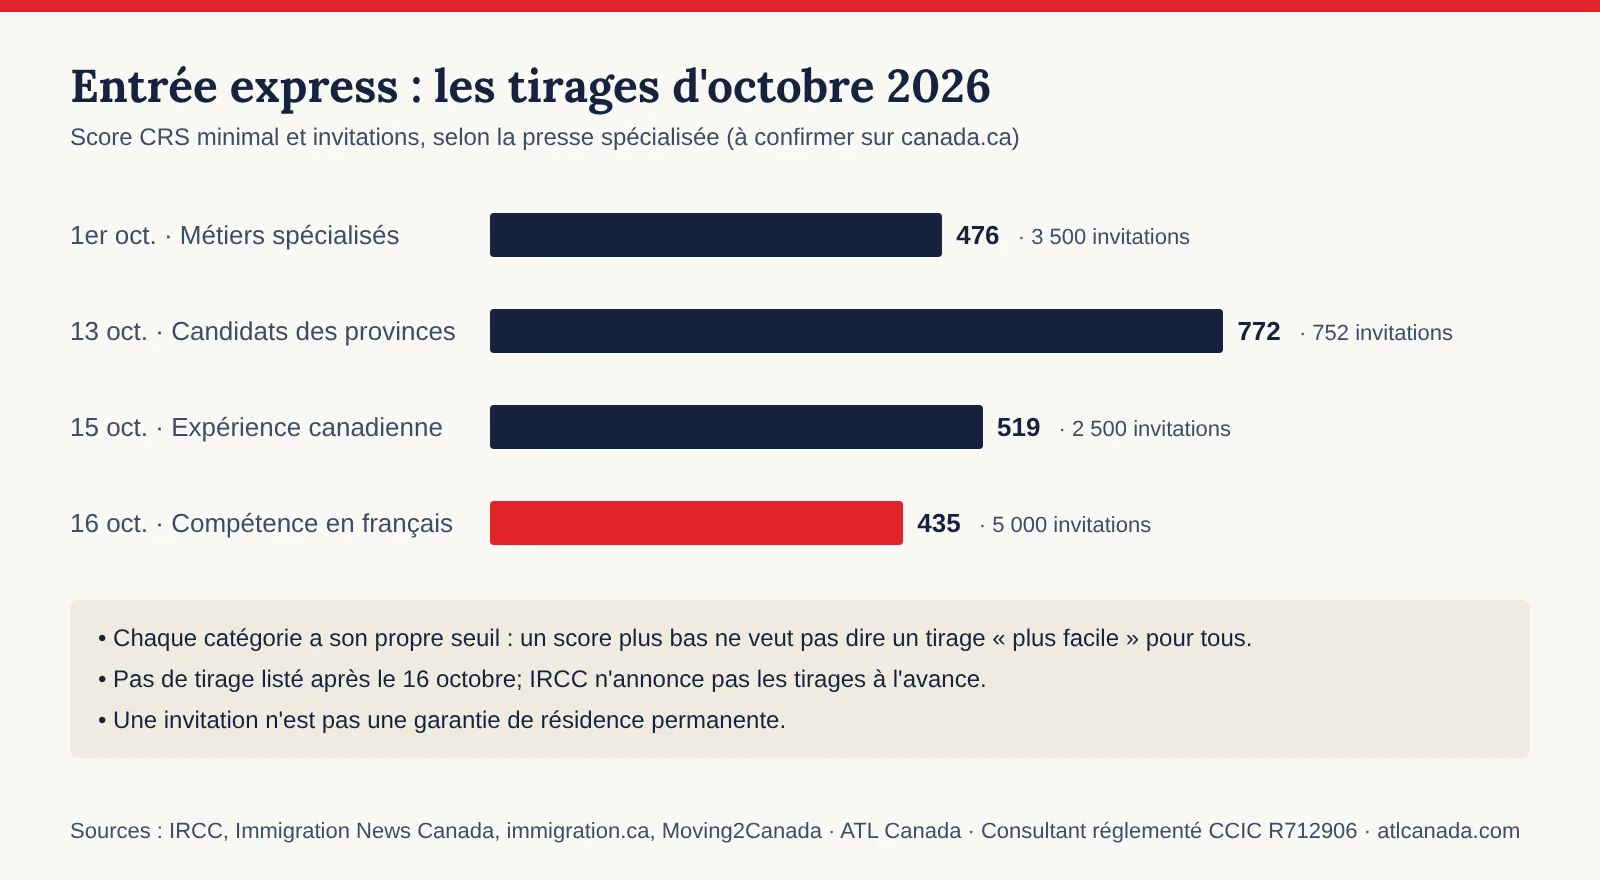 Entrée express : les tirages d'octobre 2026
Score CRS minimal et invitations, selon la presse spécialisée (à confirmer sur canada.ca)
1er oct. · Métiers spécialisés 476 · 3 500 invitations
13 oct. · Candidats des provinces 772 · 752 invitations
15 oct. · Expérience canadienne 519 · 2 500 invitations
16 oct. · Compétence en français 435 · 5 000 invitations
• Chaque catégorie a son propre seuil : un score plus bas ne veut pas dire un tirage « plus facile » pour tous.
• Pas de tirage listé après le 16 octobre; IRCC n'annonce pas les tirages à l'avance.
• Une invitation n'est pas une garantie de résidence permanente.
Sources : IRCC, Immigration News Canada, immigration.ca, Moving2Canada · ATL Canada · Consultant réglementé CCIC R712906 · atlcanada.com